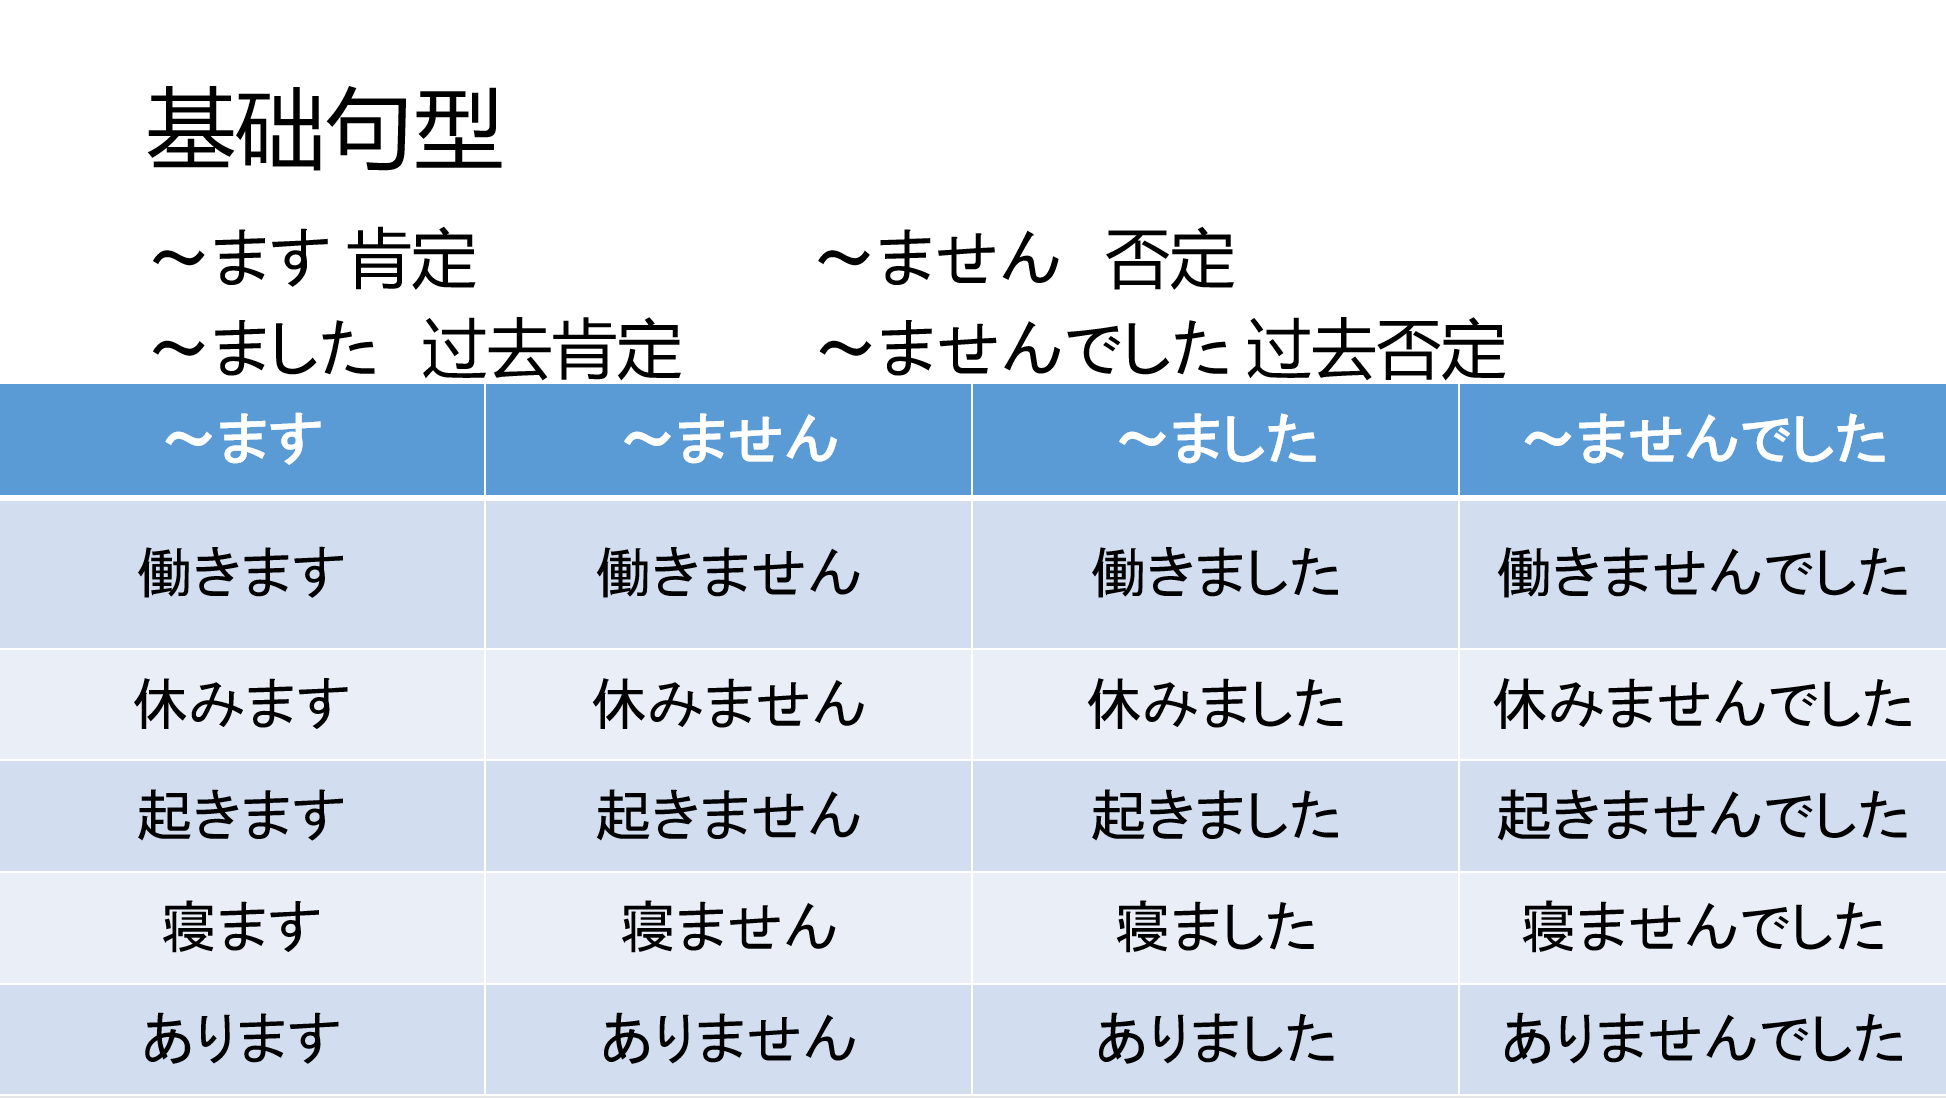 基础句型
～ます 肯定 ～ません 否定
～ました 过去肯定 ～ませんでした 过去否定
～ます ～ません ～ました ～ませんでした
働きます 働きません 働きました 働きませんでした
休みます 休みません 休みました 休みませんでした
起きます 起きません 起きました 起きませんでした
寝ます 寝ません 寝ました 寝ませんでした
あります ありません ありました ありませんでした